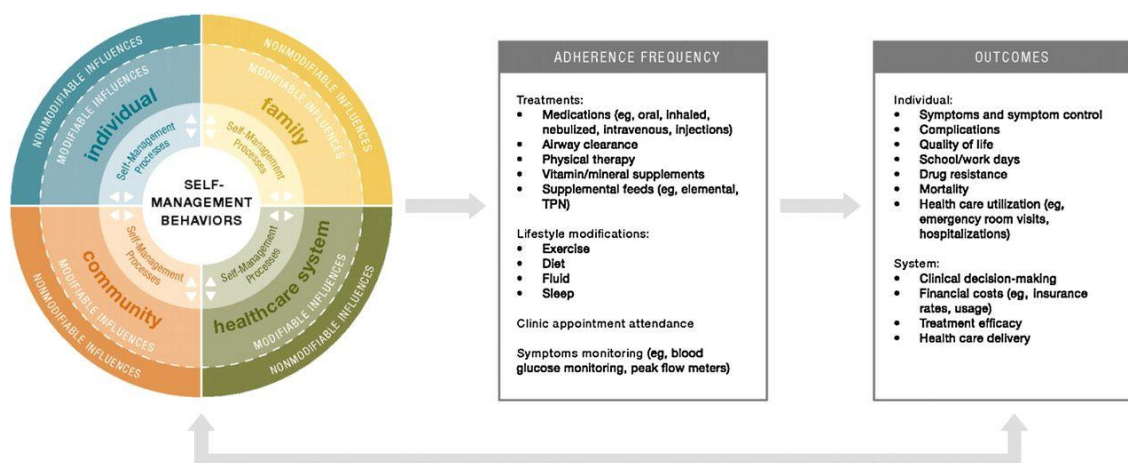 NONMODIFIABLE INFLUENCES
MODIFIABLE INFLUENCES
individual
Self-Management
Processes
NONMODIFIABLE INFLUENCES
MODIFIABLE INFLUENCES
family
Self-Management
Processes
SELF-
MANAGEMENT
BEHAVIORS
Self-Management
Processes
community
MODIFIABLE INFLUENCES
NONMODIFIABLE INFLUENCES
Self-Management
Processes
healthcare system
MODIFIABLE INFLUENCES
NONMODIFIABLE INFLUENCES
ADHERENCE FREQUENCY
Treatments:
• Medications (eg, oral, inhaled,
nebulized, intravenous, injections)
• Airway clearance
• Physical therapy
• Vitamin/mineral supplements
• Supplemental feeds (eg, elemental,
TPN)
Lifestyle modifications:
• Exercise
• Diet
• Fluid
• Sleep
Clinic appointment attendance
Symptoms monitoring (eg, blood
glucose monitoring, peak flow meters)
OUTCOMES
Individual:
• Symptoms and symptom control
• Complications
• Quality of life
• School/work days
• Drug resistance
• Mortality
• Health care utilization (eg,
emergency room visits,
hospitalizations)
System:
• Clinical decision-making
• Financial costs (eg, insurance
rates, usage)
• Treatment efficacy
• Health care delivery